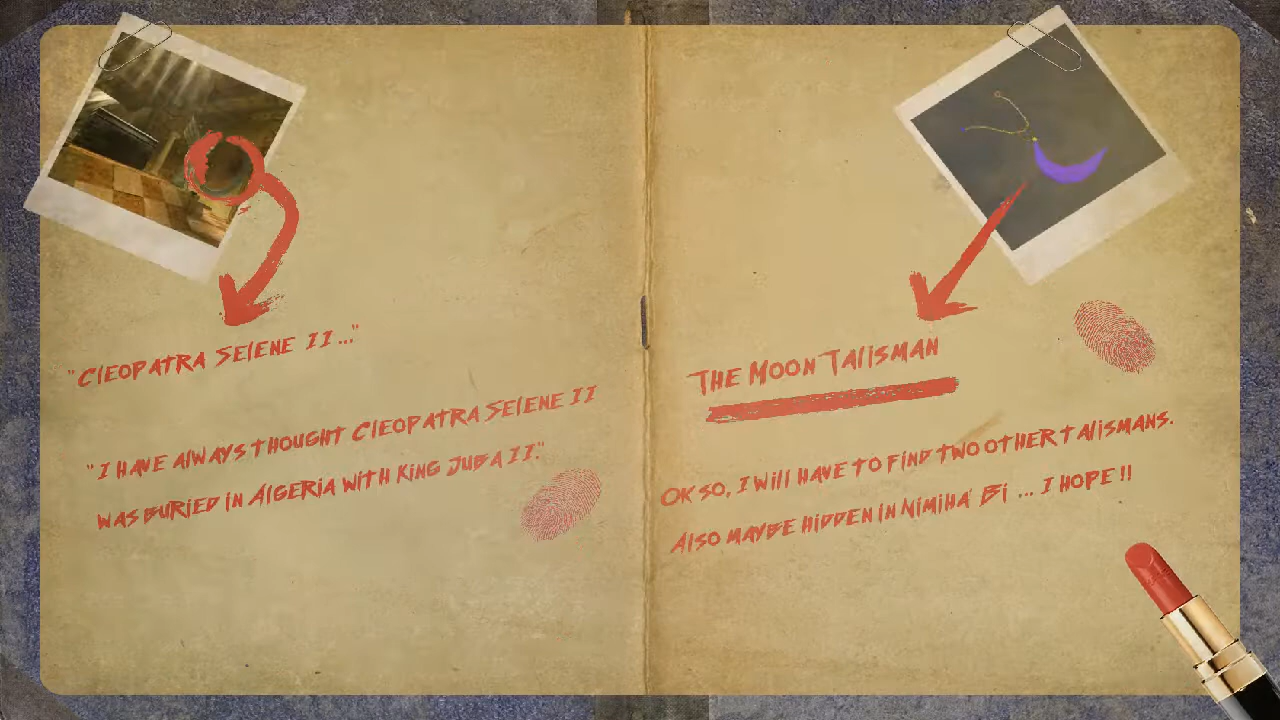 "Cleopatra Selene II..."
"I have always thought Cleopatra Selene II
was buried in Algeria with King Juba II."
The Moon Talisman
Ok so, I will have to find two other talismans.
Also maybe hidden in Nimiha' Bi ... I hope !!